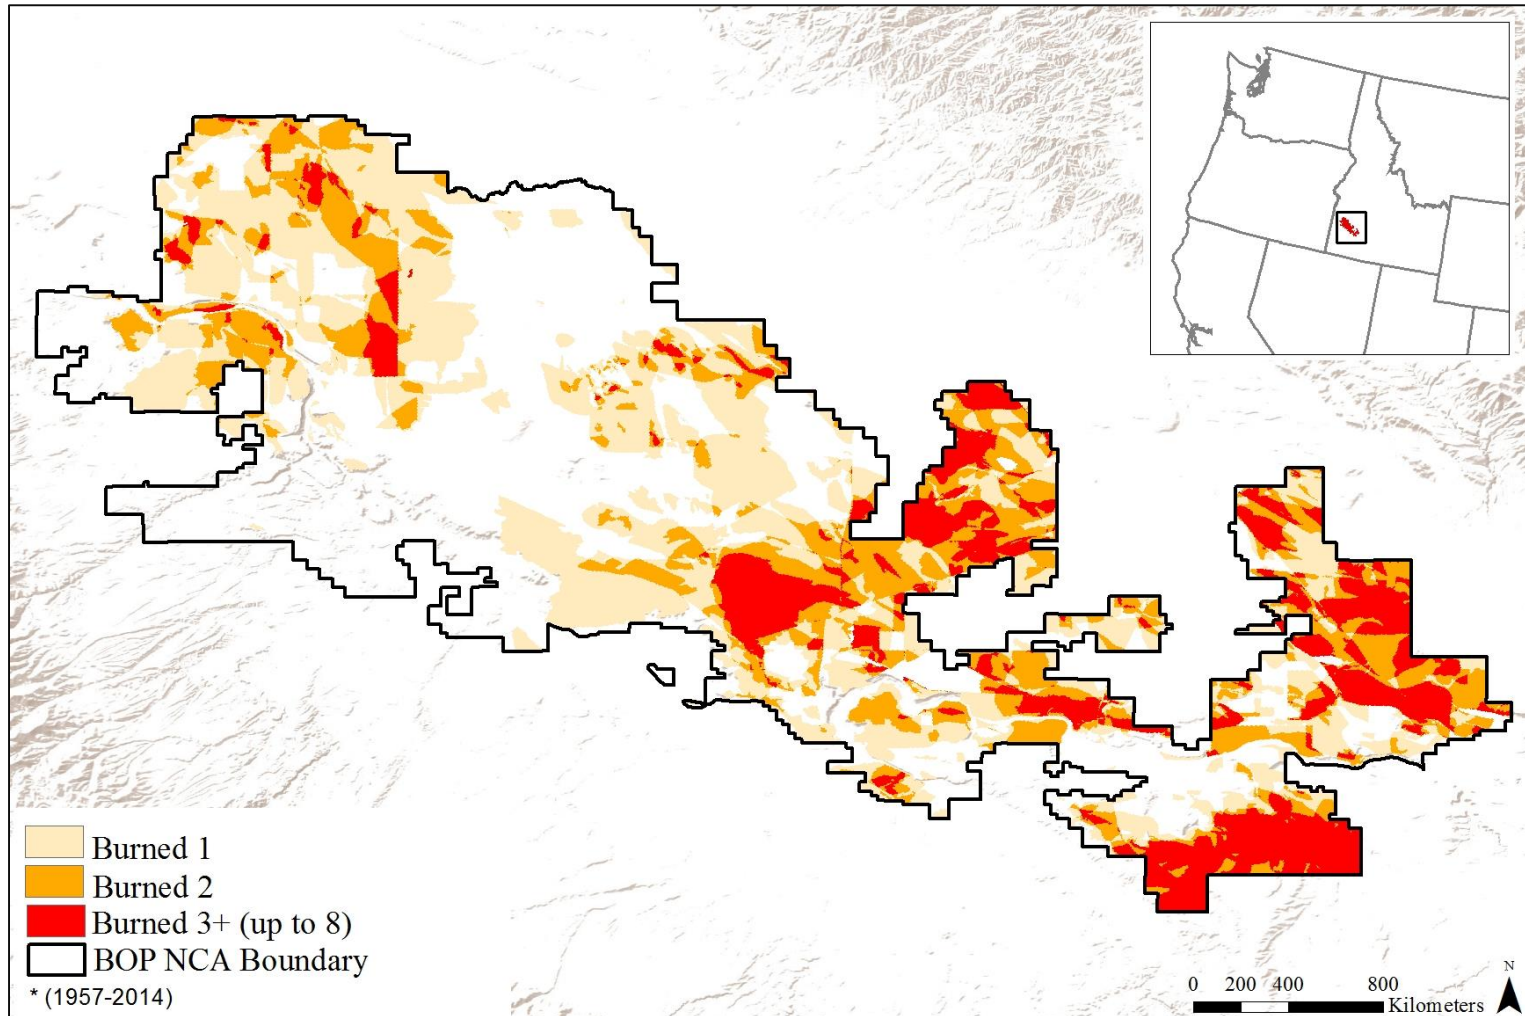 Burned 1
Burned 2
Burned 3+ (up to 8)
BOP NCA Boundary
* (1957-2014)
N
0 200 400 800
Kilometers